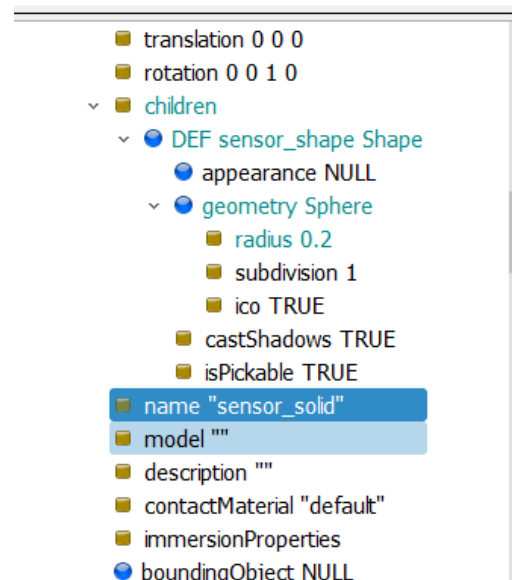 translation 0 0 0
rotation 0 0 1 0
children
DEF sensor_shape Shape
appearance NULL
geometry Sphere
radius 0.2
subdivision 1
ico TRUE
castShadows TRUE
isPickable TRUE
name "sensor_solid"
model ""
description ""
contactMaterial "default"
immersionProperties
boundingObject NULL